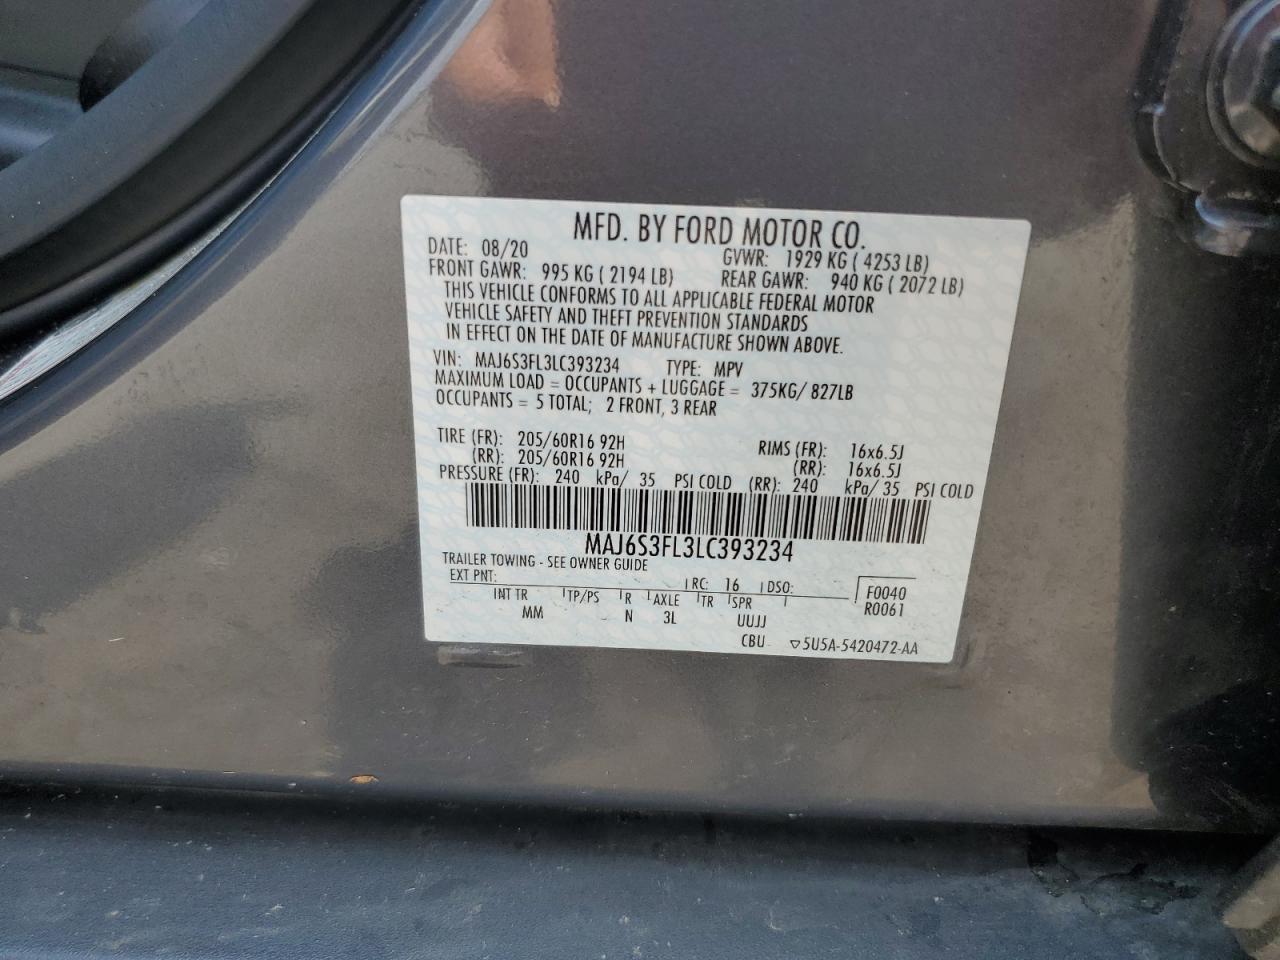 MFD. BY FORD MOTOR CO.
DATE: 08/20 GVWR: 1929 KG ( 4253 LB)
FRONT GAWR: 995 KG ( 2194 LB) REAR GAWR: 940 KG ( 2072 LB)
THIS VEHICLE CONFORMS TO ALL APPLICABLE FEDERAL MOTOR
VEHICLE SAFETY AND THEFT PREVENTION STANDARDS
IN EFFECT ON THE DATE OF MANUFACTURE SHOWN ABOVE.
VIN: MAJ6S3FL3LC393234 TYPE: MPV
MAXIMUM LOAD = OCCUPANTS + LUGGAGE = 375KG/ 827LB
OCCUPANTS = 5 TOTAL; 2 FRONT, 3 REAR
TIRE (FR): 205/60R16 92H RIMS (FR): 16x6.5J
(RR): 205/60R16 92H (RR): 16x6.5J
PRESSURE (FR): 240 kPa/ 35 PSI COLD (RR): 240 kPa/ 35 PSI COLD
MAJ6S3FL3LC393234
TRAILER TOWING - SEE OWNER GUIDE
EXT PNT: RC: 16 DSO: F0040
INT TR TP/PS R AXLE TR SPR R0061
MM N 3L UUJJ
CBU ▽5U5A-5420472-AA